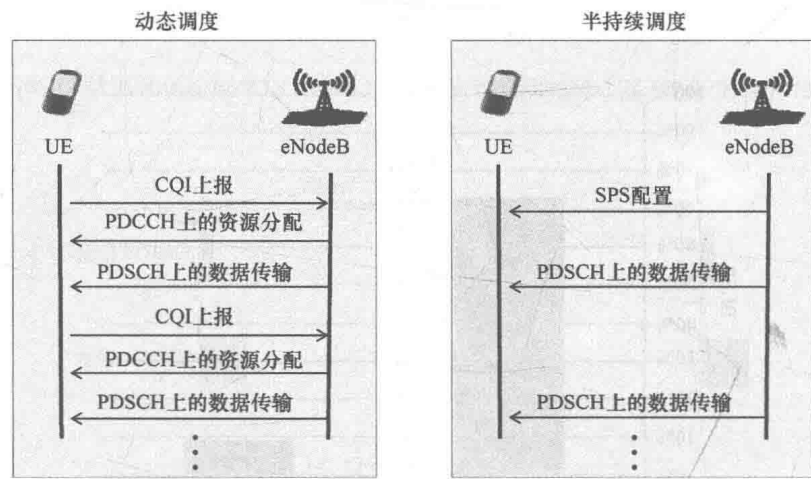 动态调度
UE
eNodeB
CQI上报
PDCCH上的资源分配
PDSCH上的数据传输
CQI上报
PDCCH上的资源分配
PDSCH上的数据传输
半持续调度
UE
eNodeB
SPS配置
PDSCH上的数据传输
PDSCH上的数据传输